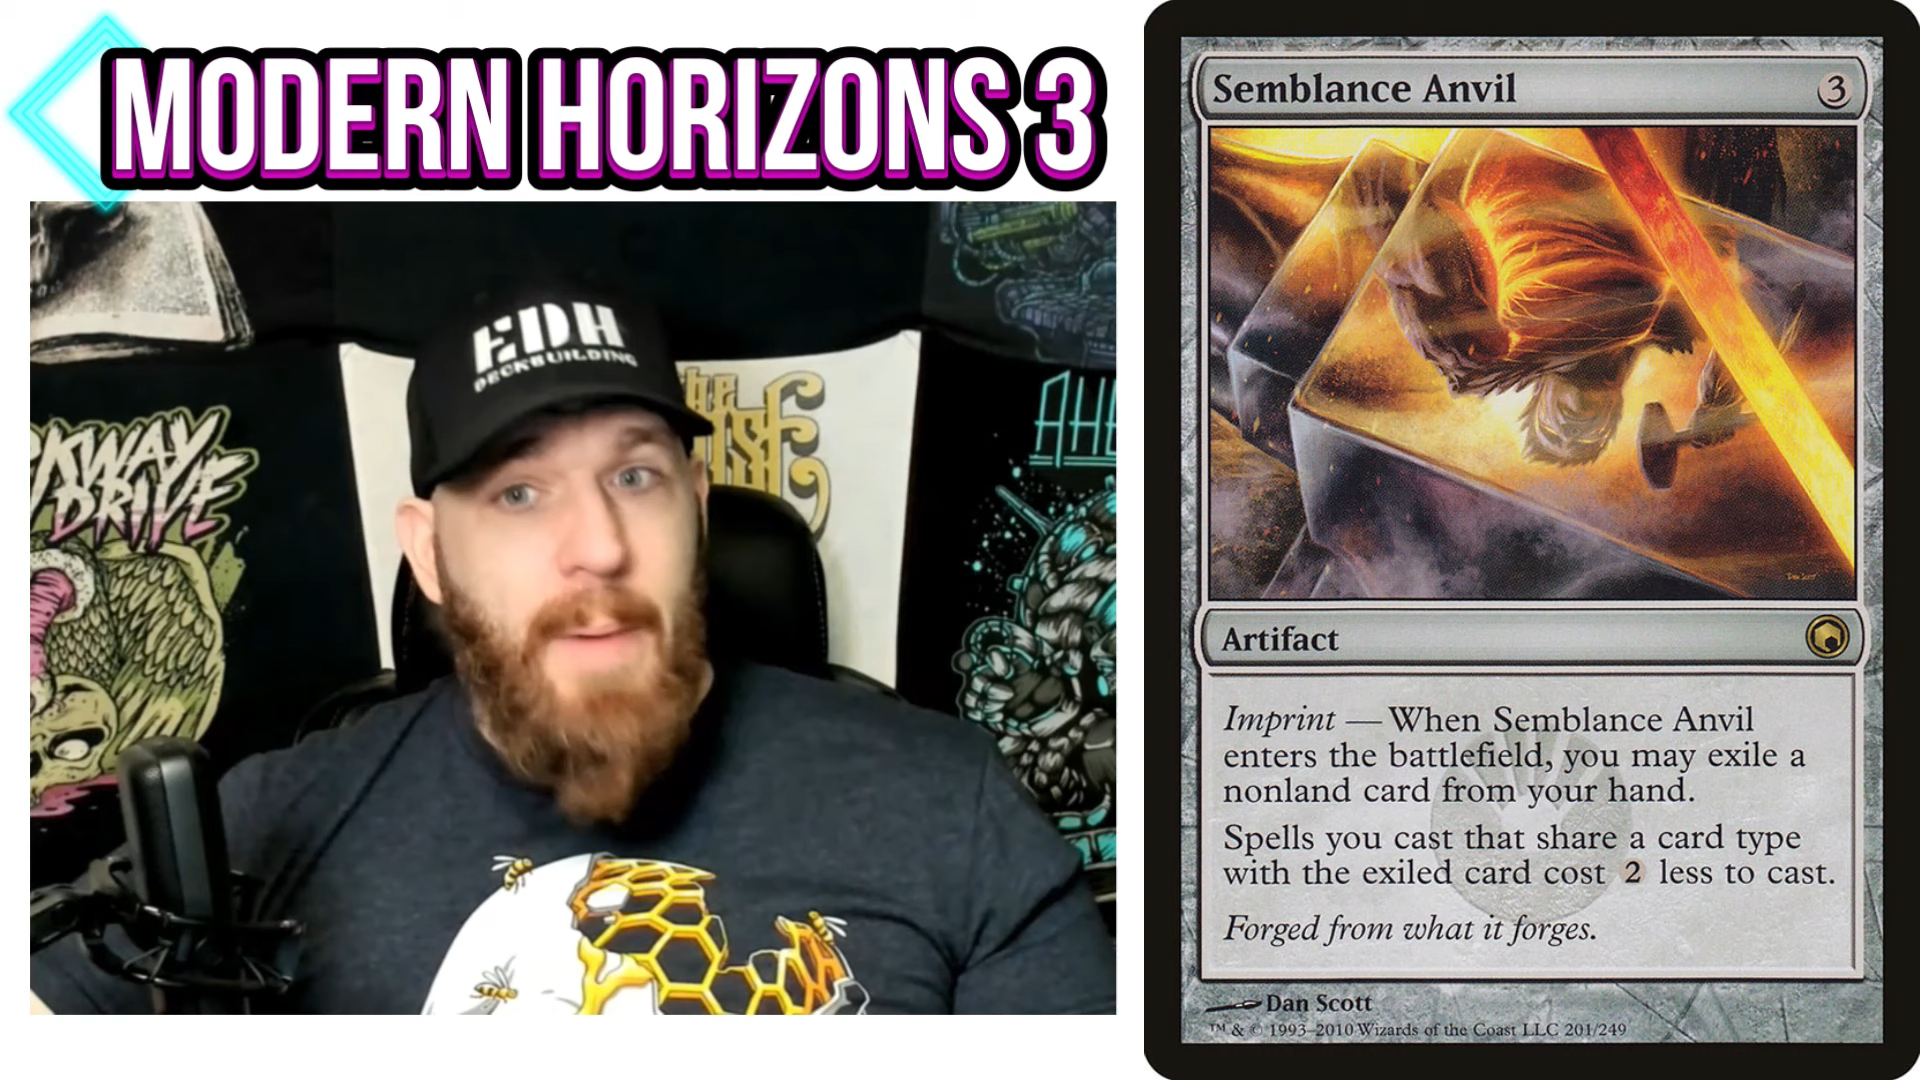 MODERN HORIZONS 3
EDH
DECKBUILDING
DRIVE
THE
Semblance Anvil 3
Artifact
Imprint — When Semblance Anvil
enters the battlefield, you may exile a
nonland card from your hand.
Spells you cast that share a card type
with the exiled card cost 2 less to cast.
Forged from what it forges.
Dan Scott
™ & © 1993–2010 Wizards of the Coast LLC 201/249